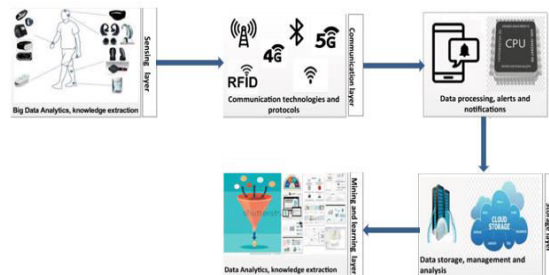 Sensing layer
Big Data Analytics, knowledge extraction
4G
5G
RFID
Communication technologies and
protocols
Communication layer
CPU
Data processing, alerts and
notifications
Data Analytics, knowledge extraction
Mining and learning layer
CLOUD
STORAGE
Data storage, management and
analysis